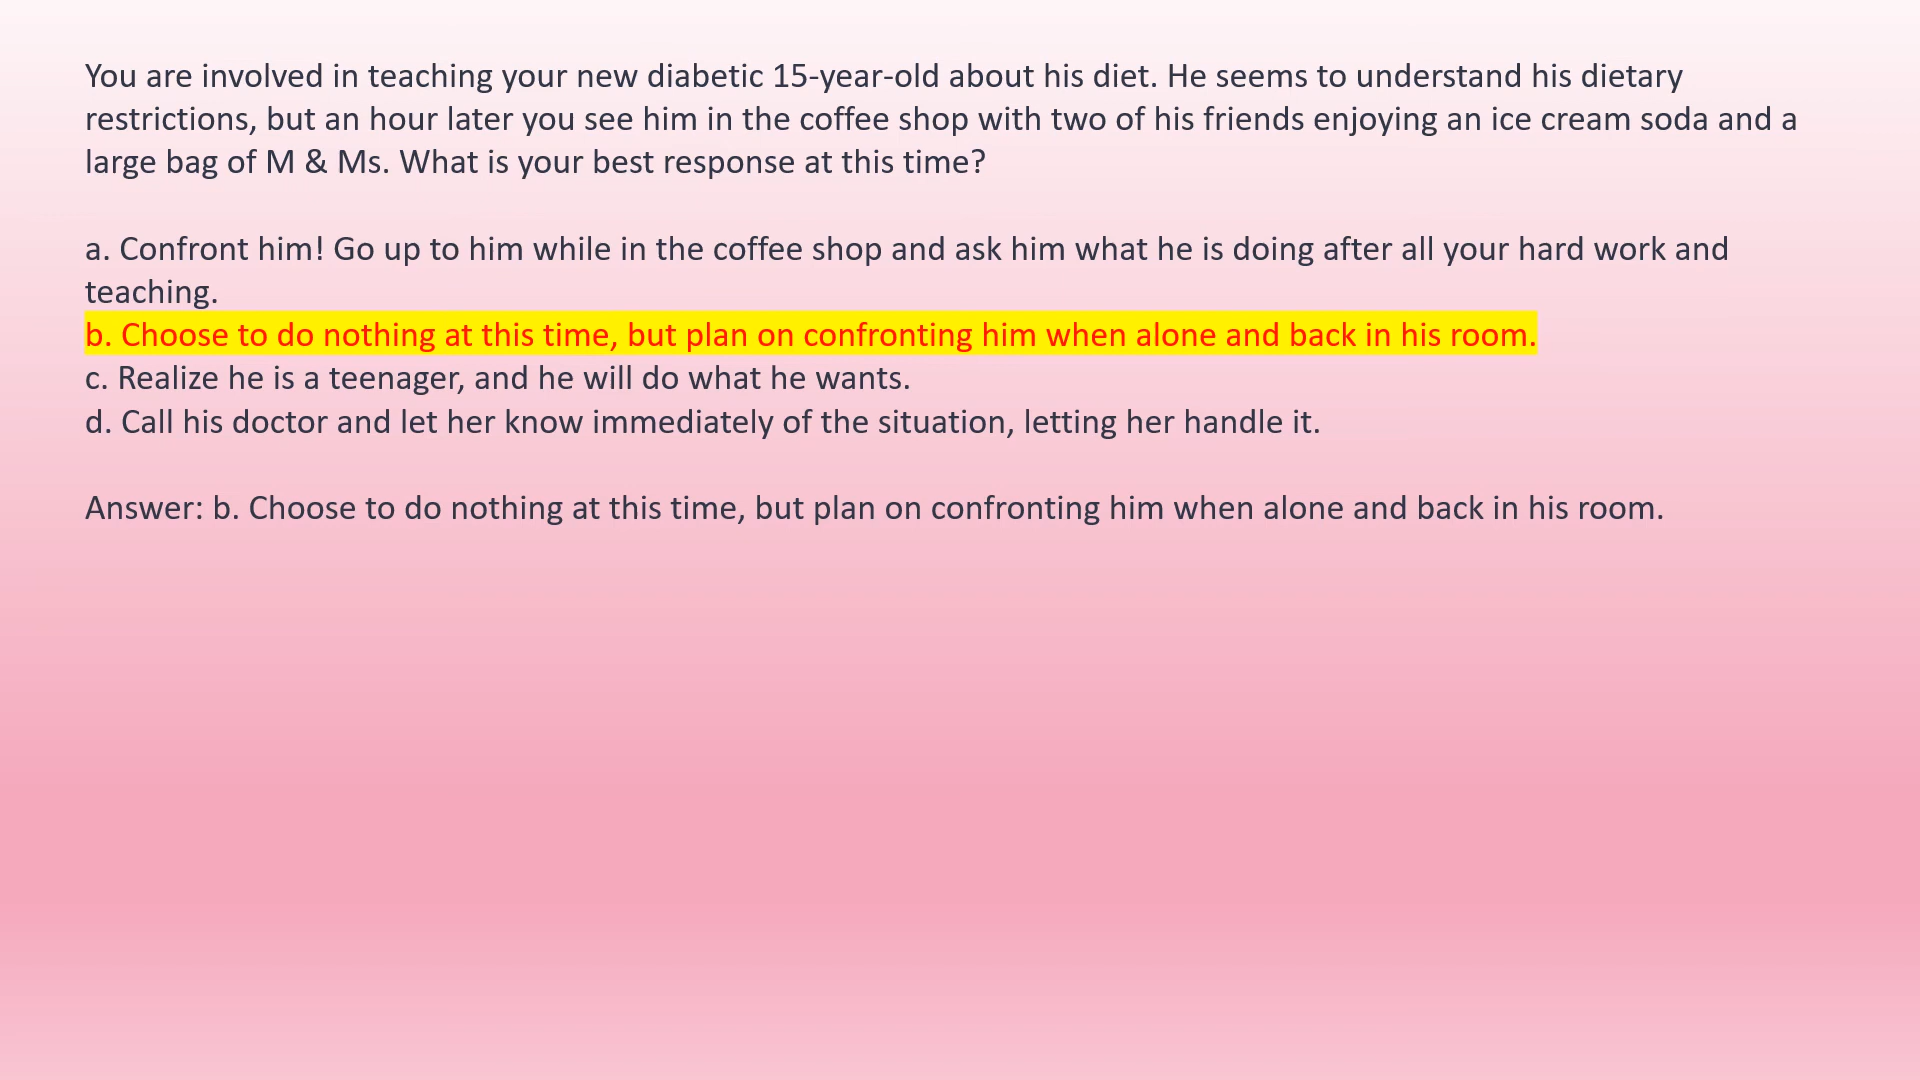 You are involved in teaching your new diabetic 15-year-old about his diet. He seems to understand his dietary
restrictions, but an hour later you see him in the coffee shop with two of his friends enjoying an ice cream soda and a
large bag of M & Ms. What is your best response at this time?
a. Confront him! Go up to him while in the coffee shop and ask him what he is doing after all your hard work and
teaching.
b. Choose to do nothing at this time, but plan on confronting him when alone and back in his room.
c. Realize he is a teenager, and he will do what he wants.
d. Call his doctor and let her know immediately of the situation, letting her handle it.
Answer: b. Choose to do nothing at this time, but plan on confronting him when alone and back in his room.